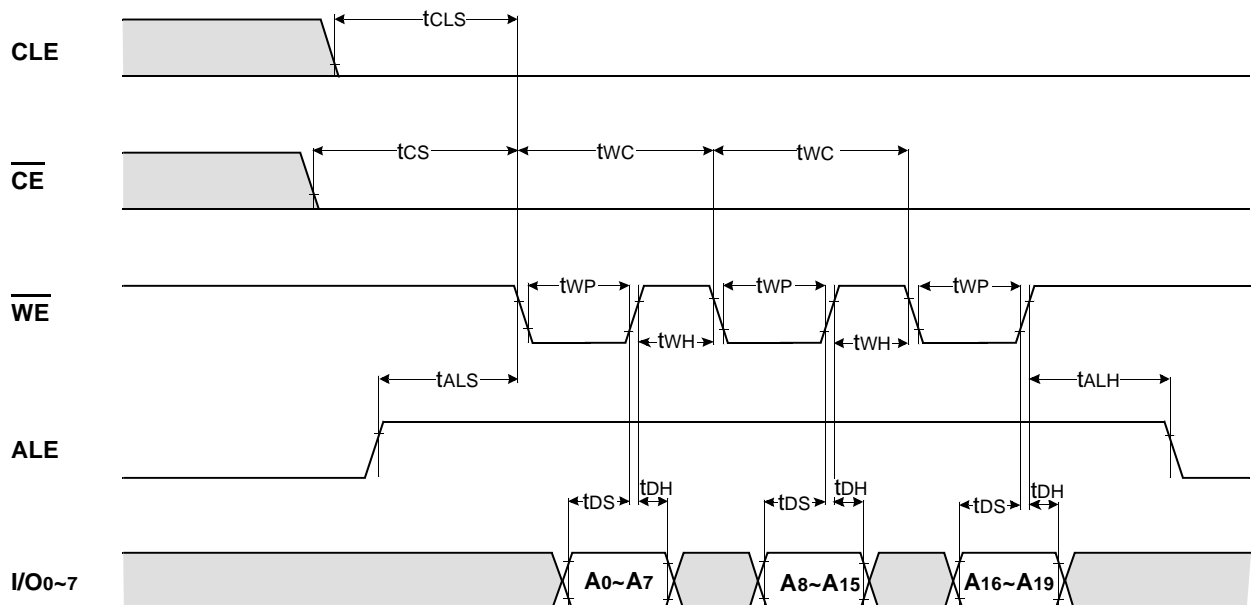 CLE
tCLS
CE
tCS
tWC
tWC
WE
tWP
tWP
tWP
tWH
tWH
tALS
tALH
ALE
tDS
tDH
tDS
tDH
tDS
tDH
I/O0~7
A0~A7
A8~A15
A16~A19